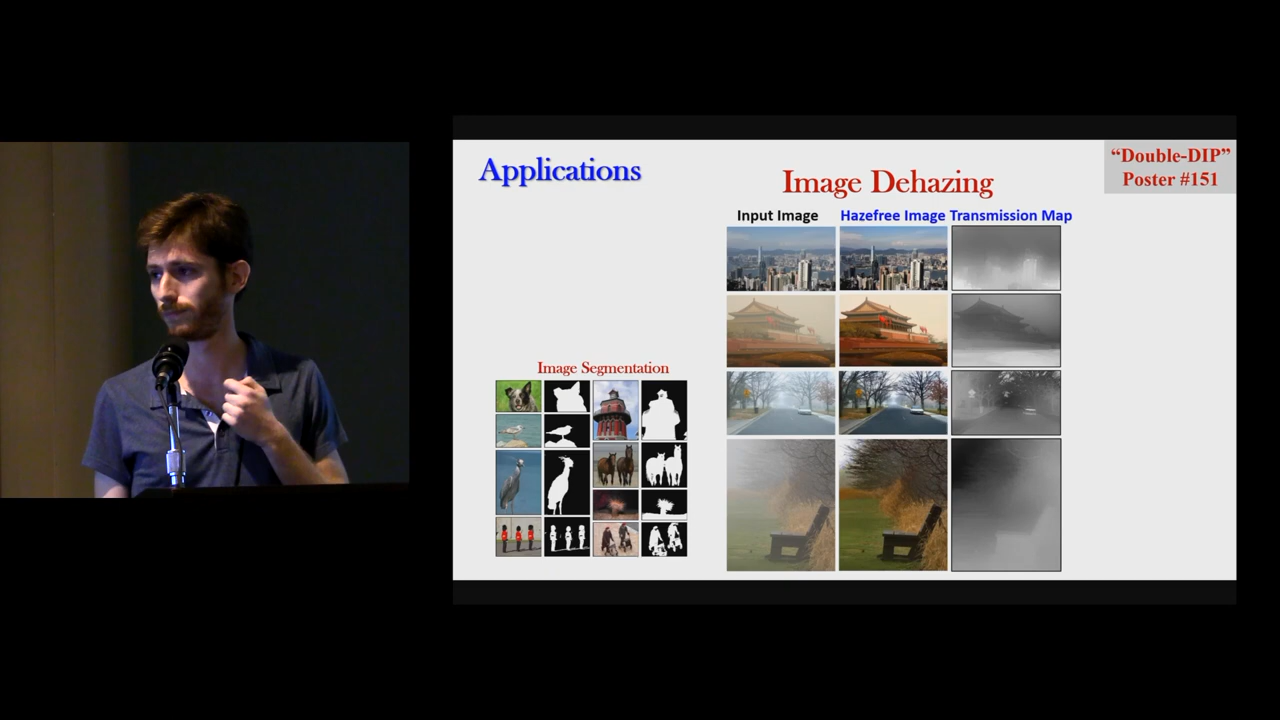 Applications
"Double-DIP"
Poster #151
Image Dehazing
Input Image
Hazefree Image
Transmission Map
Image Segmentation